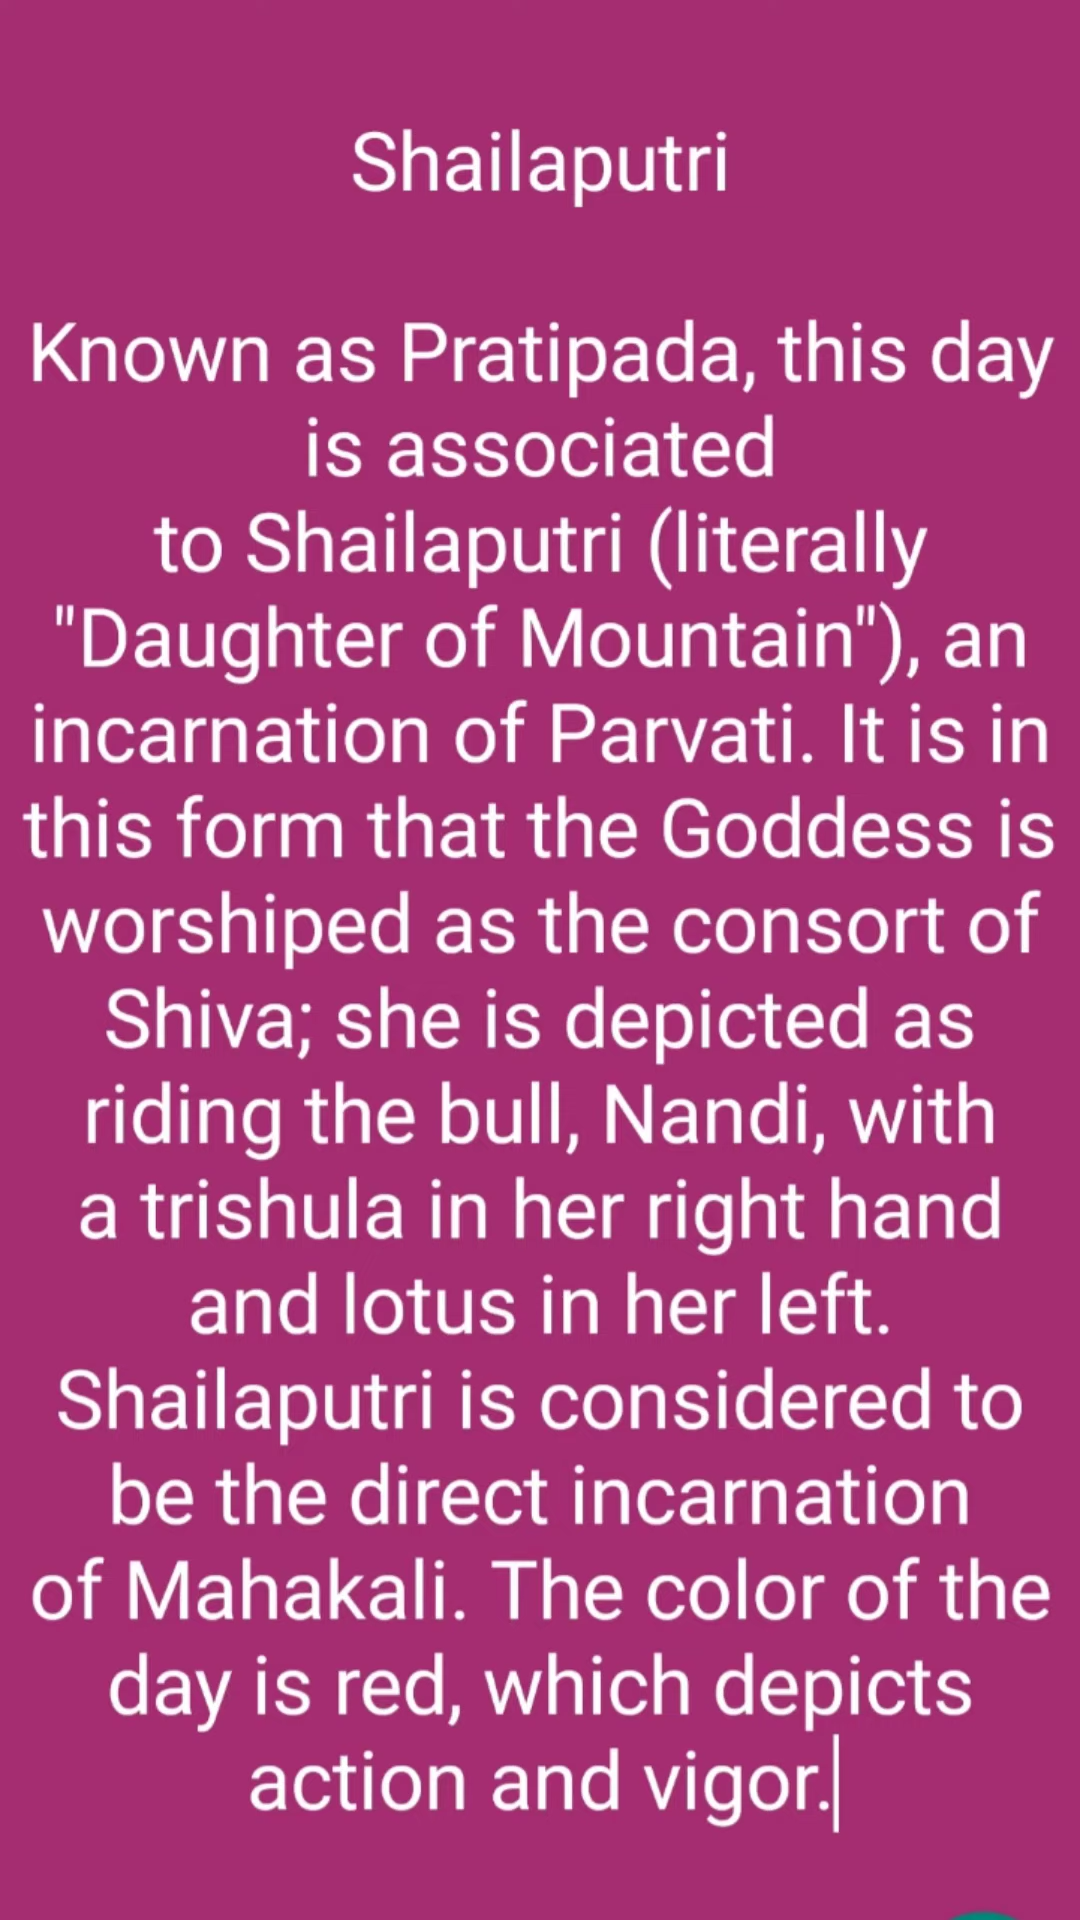 Shailaputri
Known as Pratipada, this day
is associated
to Shailaputri (literally
"Daughter of Mountain"), an
incarnation of Parvati. It is in
this form that the Goddess is
worshiped as the consort of
Shiva; she is depicted as
riding the bull, Nandi, with
a trishula in her right hand
and lotus in her left.
Shailaputri is considered to
be the direct incarnation
of Mahakali. The color of the
day is red, which depicts
action and vigor.